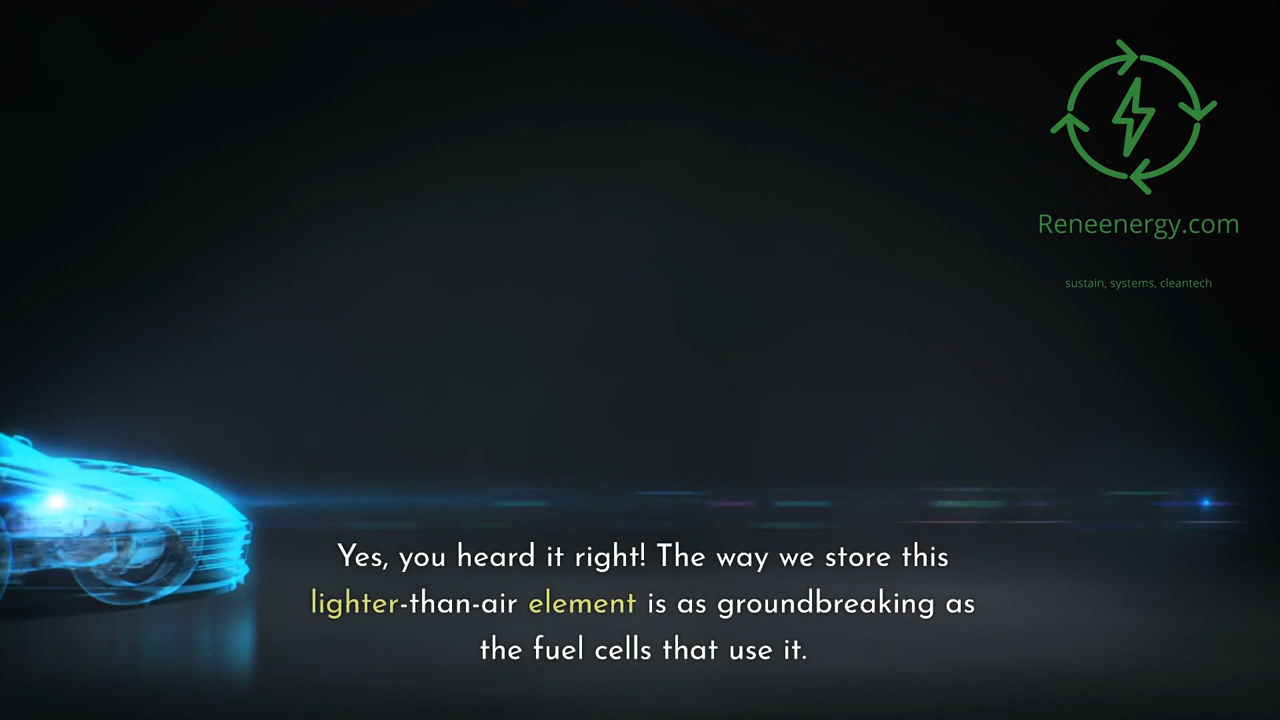 Reneenergy.com
sustain, systems, cleantech
Yes, you heard it right! The way we store this
lighter-than-air element is as groundbreaking as
the fuel cells that use it.